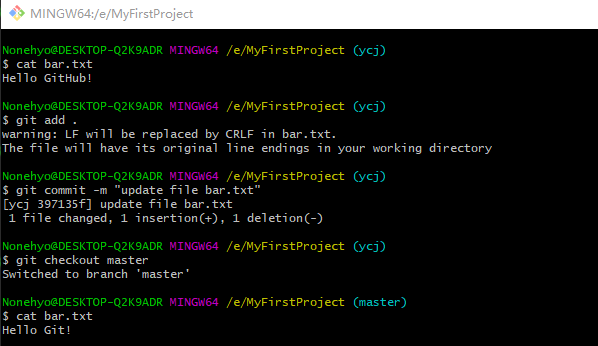 MINGW64:/e/MyFirstProject
Nonehyo@DESKTOP-Q2K9ADR MINGW64 /e/MyFirstProject (ycj)
$ cat bar.txt
Hello GitHub!
Nonehyo@DESKTOP-Q2K9ADR MINGW64 /e/MyFirstProject (ycj)
$ git add .
warning: LF will be replaced by CRLF in bar.txt.
The file will have its original line endings in your working directory
Nonehyo@DESKTOP-Q2K9ADR MINGW64 /e/MyFirstProject (ycj)
$ git commit -m "update file bar.txt"
[ycj 397135f] update file bar.txt
 1 file changed, 1 insertion(+), 1 deletion(-)
Nonehyo@DESKTOP-Q2K9ADR MINGW64 /e/MyFirstProject (ycj)
$ git checkout master
Switched to branch 'master'
Nonehyo@DESKTOP-Q2K9ADR MINGW64 /e/MyFirstProject (master)
$ cat bar.txt
Hello Git!